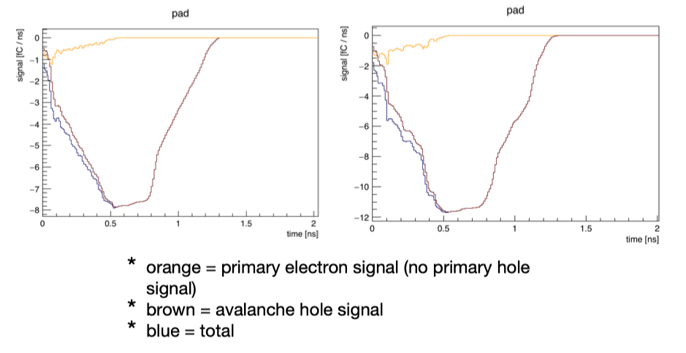 pad
signal [fC / ns]
0
−1
−2
−3
−4
−5
−6
−7
−8
0 0.5 1 1.5 2
time [ns]
pad
signal [fC / ns]
0
−2
−4
−6
−8
−10
−12
0 0.5 1 1.5 2
time [ns]
* orange = primary electron signal (no primary hole
signal)
* brown = avalanche hole signal
* blue = total